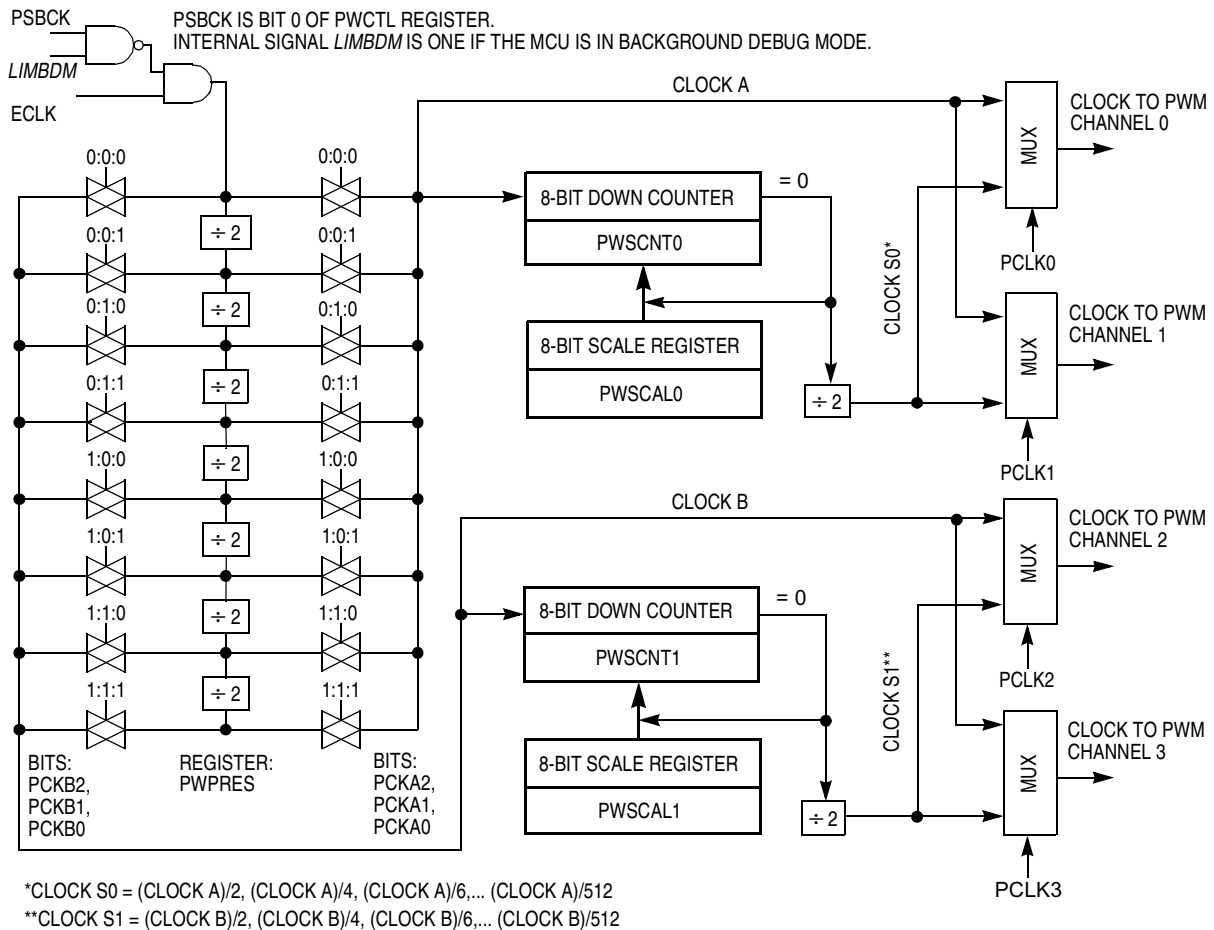 PSBCK
PSBCK IS BIT 0 OF PWCTL REGISTER.
INTERNAL SIGNAL LIMBDM IS ONE IF THE MCU IS IN BACKGROUND DEBUG MODE.
LIMBDM
ECLK
CLOCK A
CLOCK TO PWM
CHANNEL 0
MUX
PCLK0
0:0:0
0:0:0
÷ 2
0:0:1
0:0:1
÷ 2
0:1:0
0:1:0
÷ 2
0:1:1
0:1:1
÷ 2
1:0:0
1:0:0
÷ 2
1:0:1
1:0:1
÷ 2
1:1:0
1:1:0
÷ 2
1:1:1
1:1:1
8-BIT DOWN COUNTER
= 0
PWSCNT0
8-BIT SCALE REGISTER
PWSCAL0
÷ 2
CLOCK S0*
CLOCK TO PWM
CHANNEL 1
MUX
PCLK1
CLOCK B
CLOCK TO PWM
CHANNEL 2
MUX
PCLK2
8-BIT DOWN COUNTER
= 0
PWSCNT1
8-BIT SCALE REGISTER
PWSCAL1
÷ 2
CLOCK S1**
CLOCK TO PWM
CHANNEL 3
MUX
PCLK3
BITS:
PCKB2,
PCKB1,
PCKB0
REGISTER:
PWPRES
BITS:
PCKA2,
PCKA1,
PCKA0
*CLOCK S0 = (CLOCK A)/2, (CLOCK A)/4, (CLOCK A)/6,... (CLOCK A)/512
**CLOCK S1 = (CLOCK B)/2, (CLOCK B)/4, (CLOCK B)/6,... (CLOCK B)/512